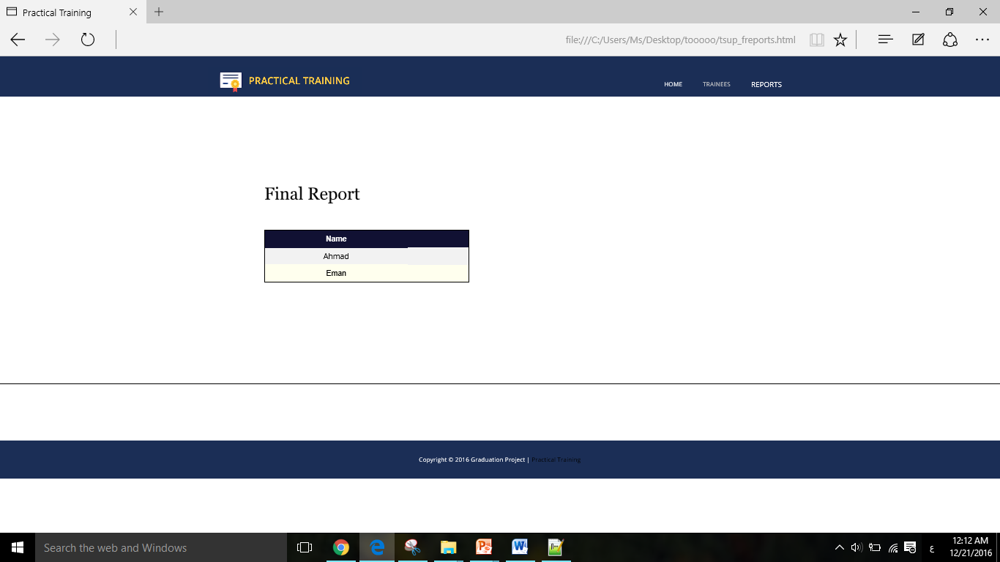 Practical Training
file:///C:/Users/Ms/Desktop/tooooo/tsup_freports.html
PRACTICAL TRAINING
HOME TRAINEES REPORTS
Final Report
Name
Ahmad
Eman
Copyright © 2016 Graduation Project | Practical Training
Search the web and Windows
ع
12:12 AM
12/21/2016